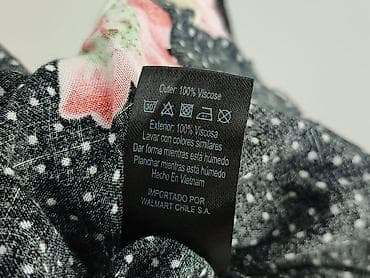 Outer: 100% Viscose
30
Exterior: 100% Viscosa
Lavar con colores similares
Dar forma mientras está húmedo
Planchar mientras está húmedo
Hecho En Vietnam
IMPORTADO POR
WALMART CHILE S.A.